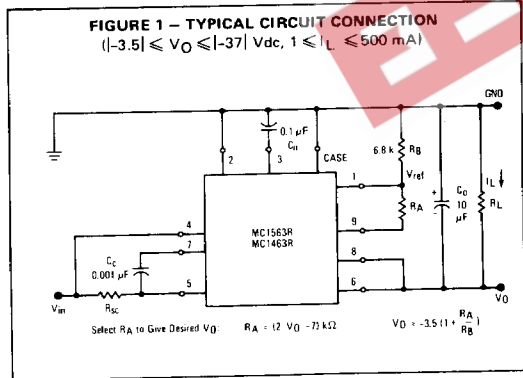 FIGURE 1 – TYPICAL CIRCUIT CONNECTION
(|-3.5| ≤ VO ≤ |-37| Vdc, 1 ≤ IL ≤ 500 mA)
GND
0.1 µF
Cn
2
3
CASE
6.8 k
RB
1
Vref
RA
9
+
-
CO
10
µF
IL
RL
MC1563R
MC1463R
4
7
8
CC
0.001 µF
5
6
Vin
Rsc
VO
Select RA to Give Desired VO: RA = (2 VO -7) kΩ
VO = -3.5 (1 + RA/RB)